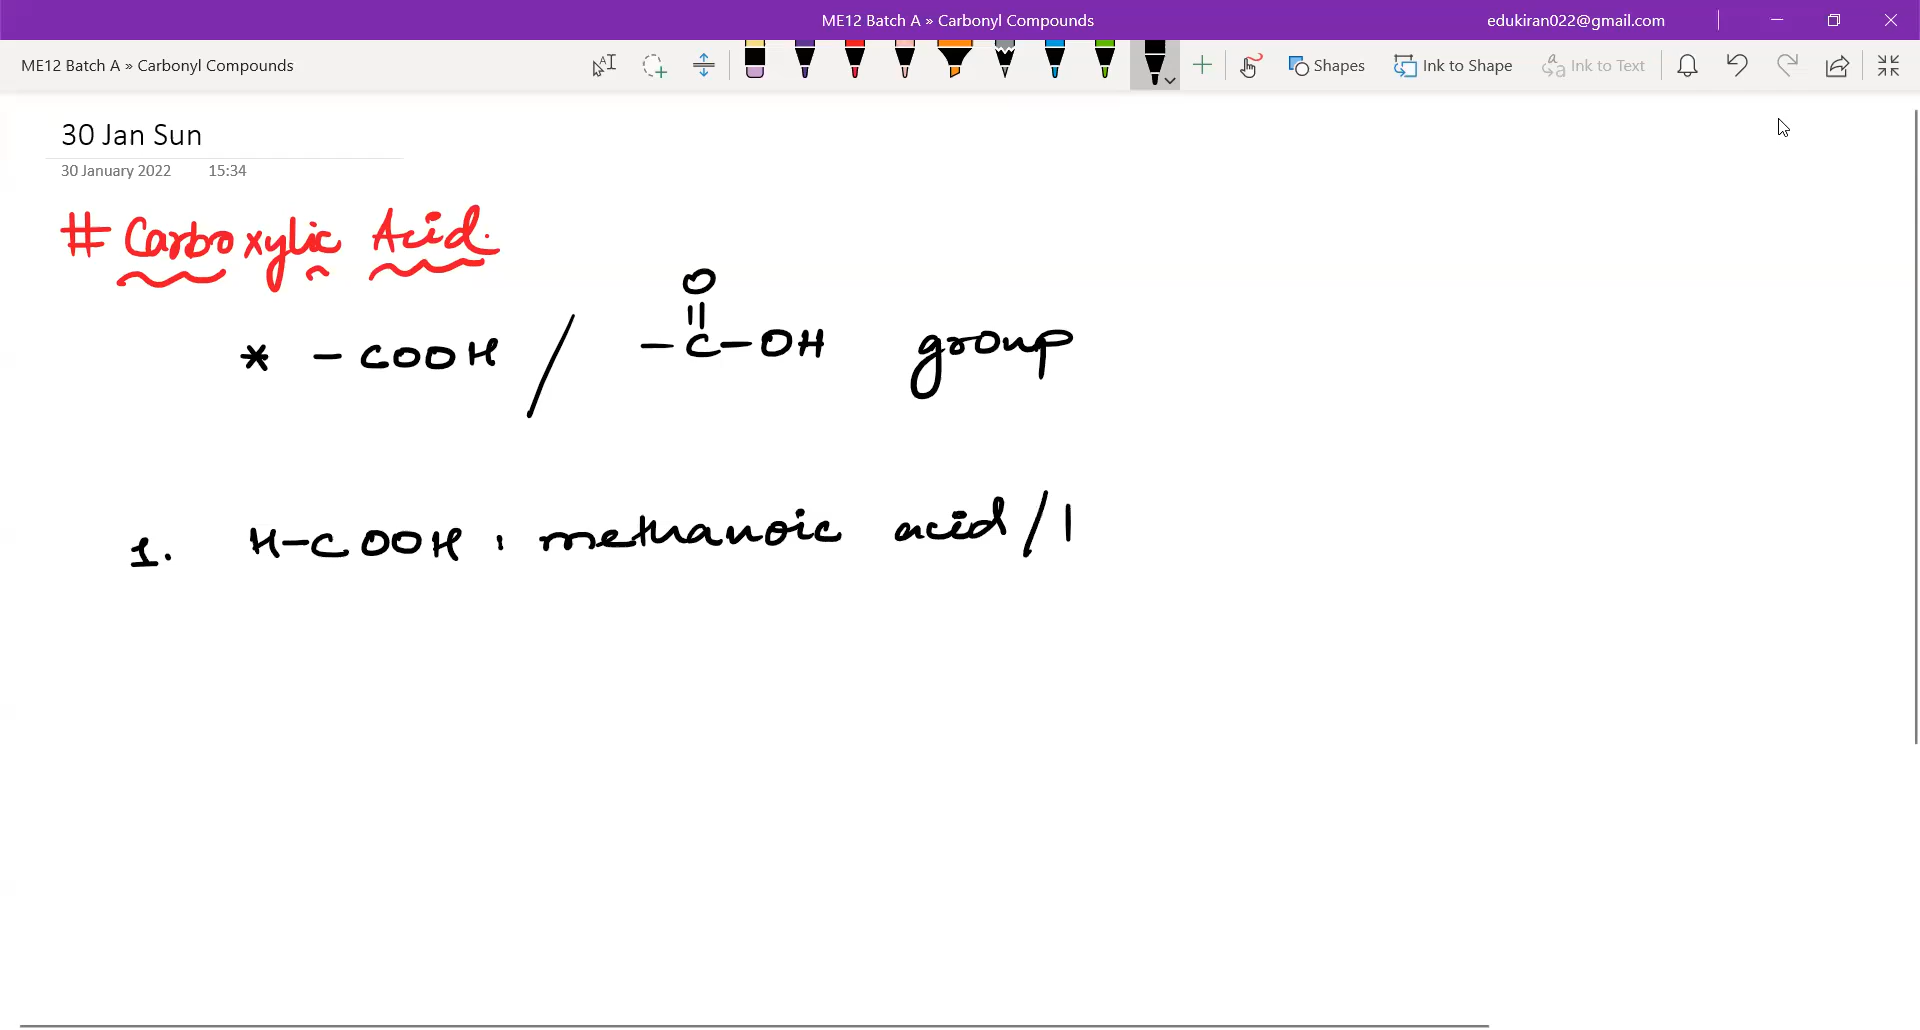 ME12 Batch A » Carbonyl Compounds
edukiran022@gmail.com
ME12 Batch A » Carbonyl Compounds
Shapes
Ink to Shape
Ink to Text
30 Jan Sun
30 January 2022 15:34
# Carboxylic Acid.
O
||
* - COOH / - C - OH group
1. H-COOH : methanoic acid / l